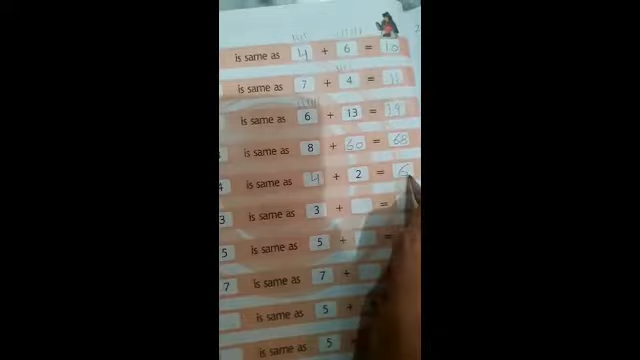 is same as 4 + 6 = 10
is same as 7 + 4 = 11
is same as 6 + 13 = 19
is same as 8 + 60 = 68
4 is same as 4 + 2 = 6
3 is same as 3 +  =
5 is same as 5 +  =
7 is same as 7 +
is same as 5 +
is same as 5